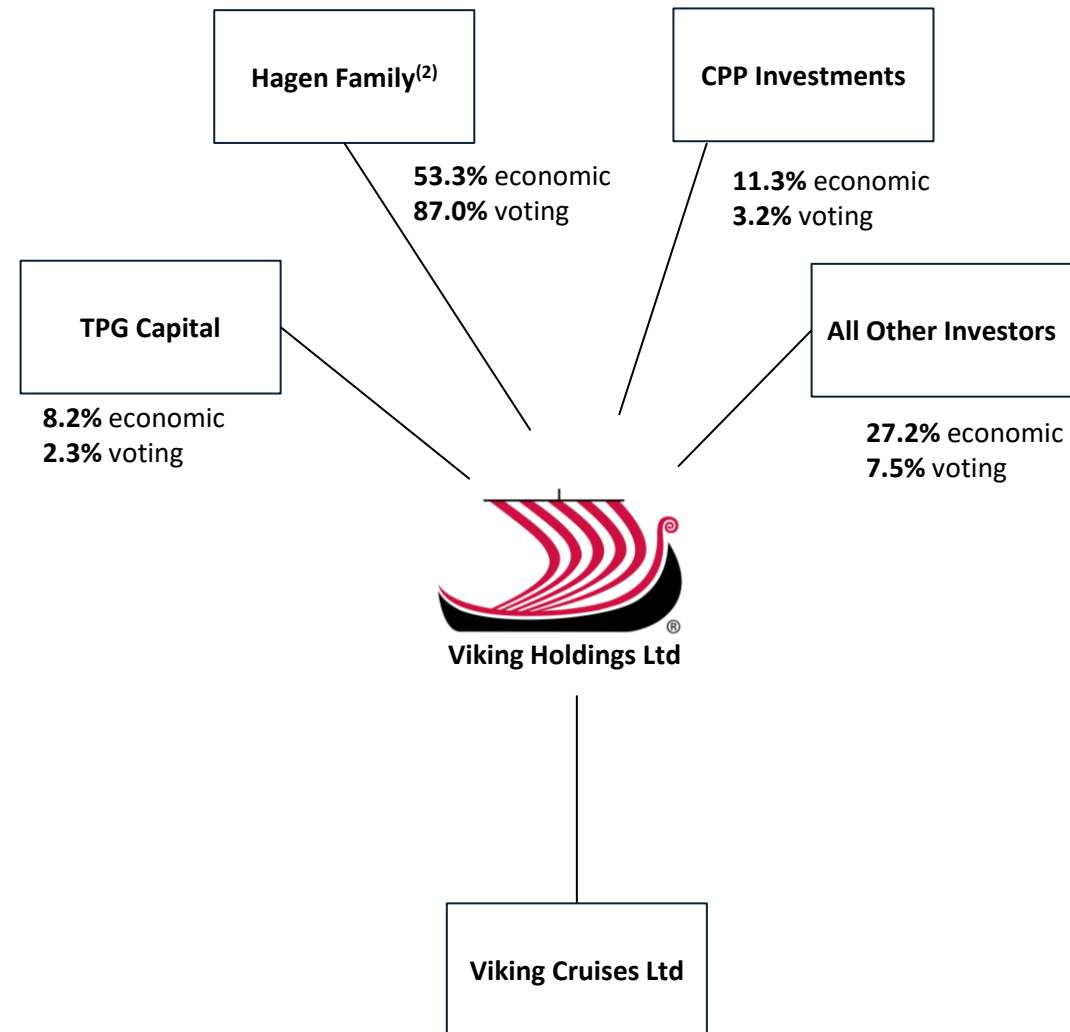 Hagen Family(2)
CPP Investments
53.3% economic
87.0% voting
11.3% economic
3.2% voting
TPG Capital
All Other Investors
8.2% economic
2.3% voting
27.2% economic
7.5% voting
®
Viking Holdings Ltd
Viking Cruises Ltd